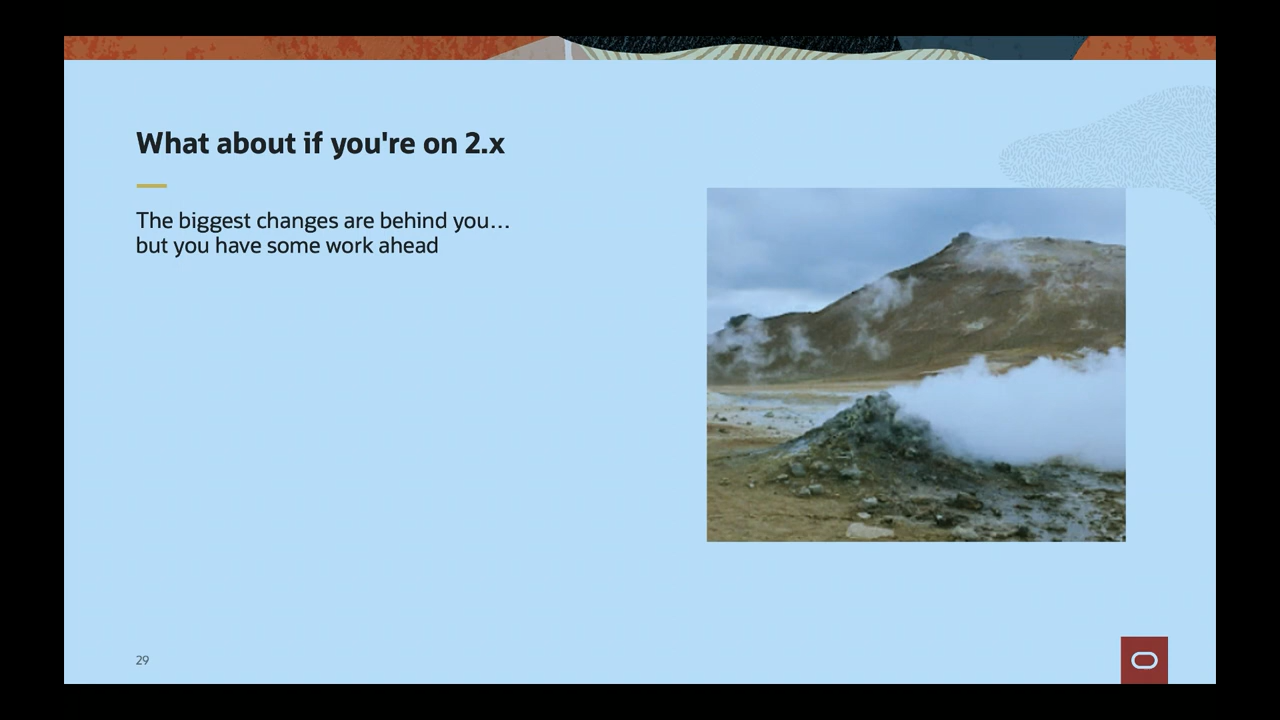 What about if you're on 2.x
The biggest changes are behind you...
but you have some work ahead
29